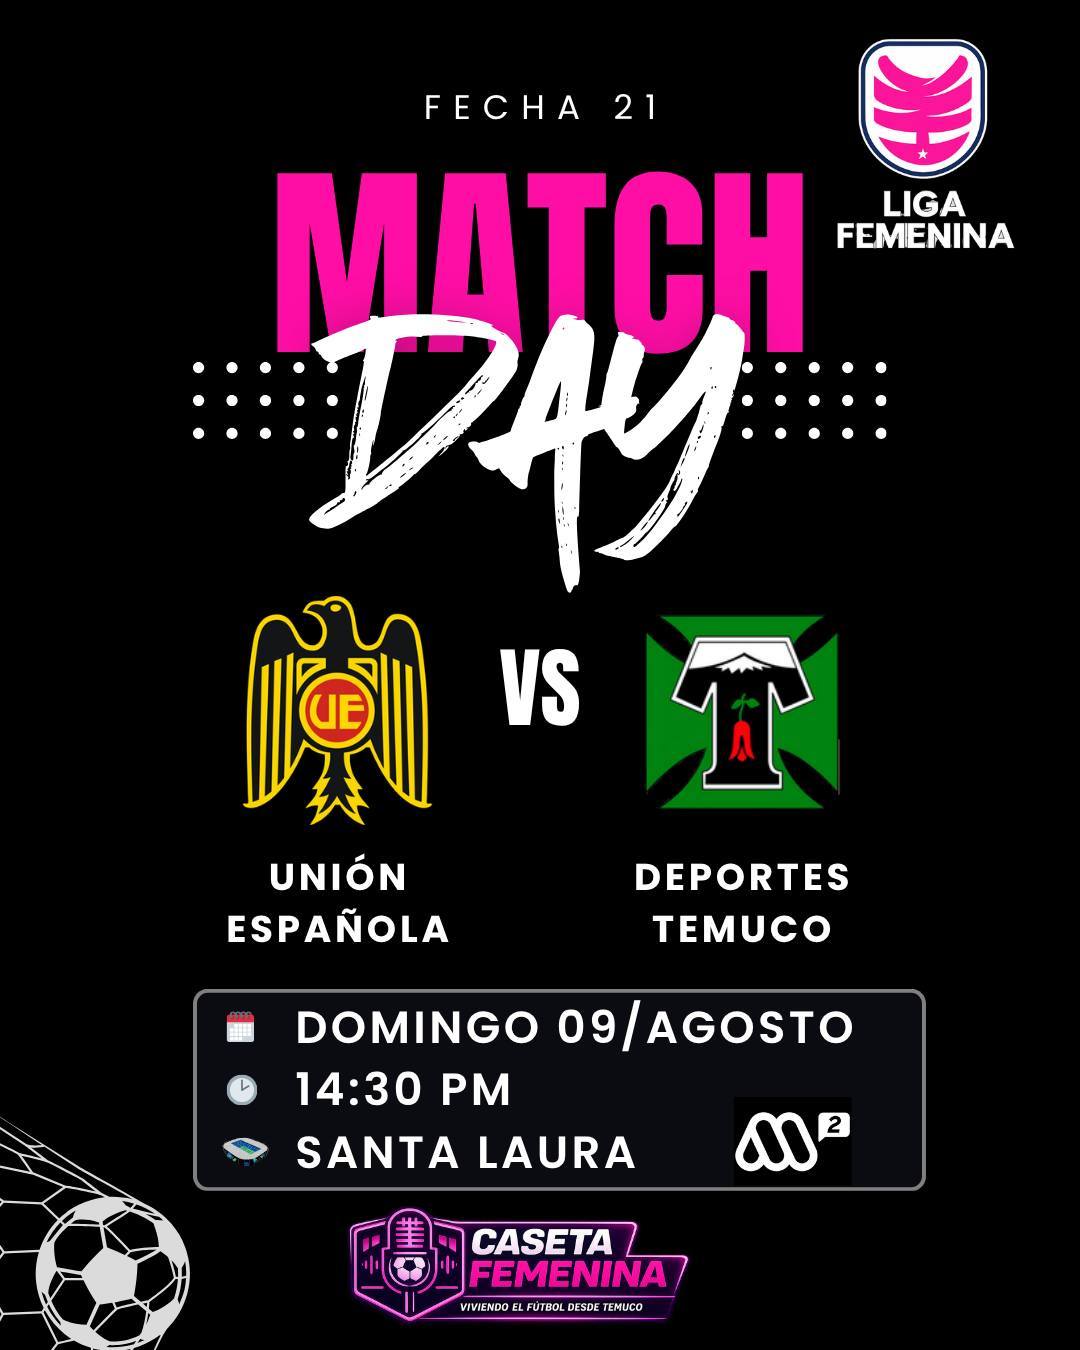 FECHA 21
MATCH
DAY
LIGA
FEMENINA
UE
VS
T
UNIÓN
ESPAÑOLA
DEPORTES
TEMUCO
DOMINGO 09/AGOSTO
14:30 PM
SANTA LAURA
2
CASETA
FEMENINA
VIVIENDO EL FÚTBOL DESDE TEMUCO